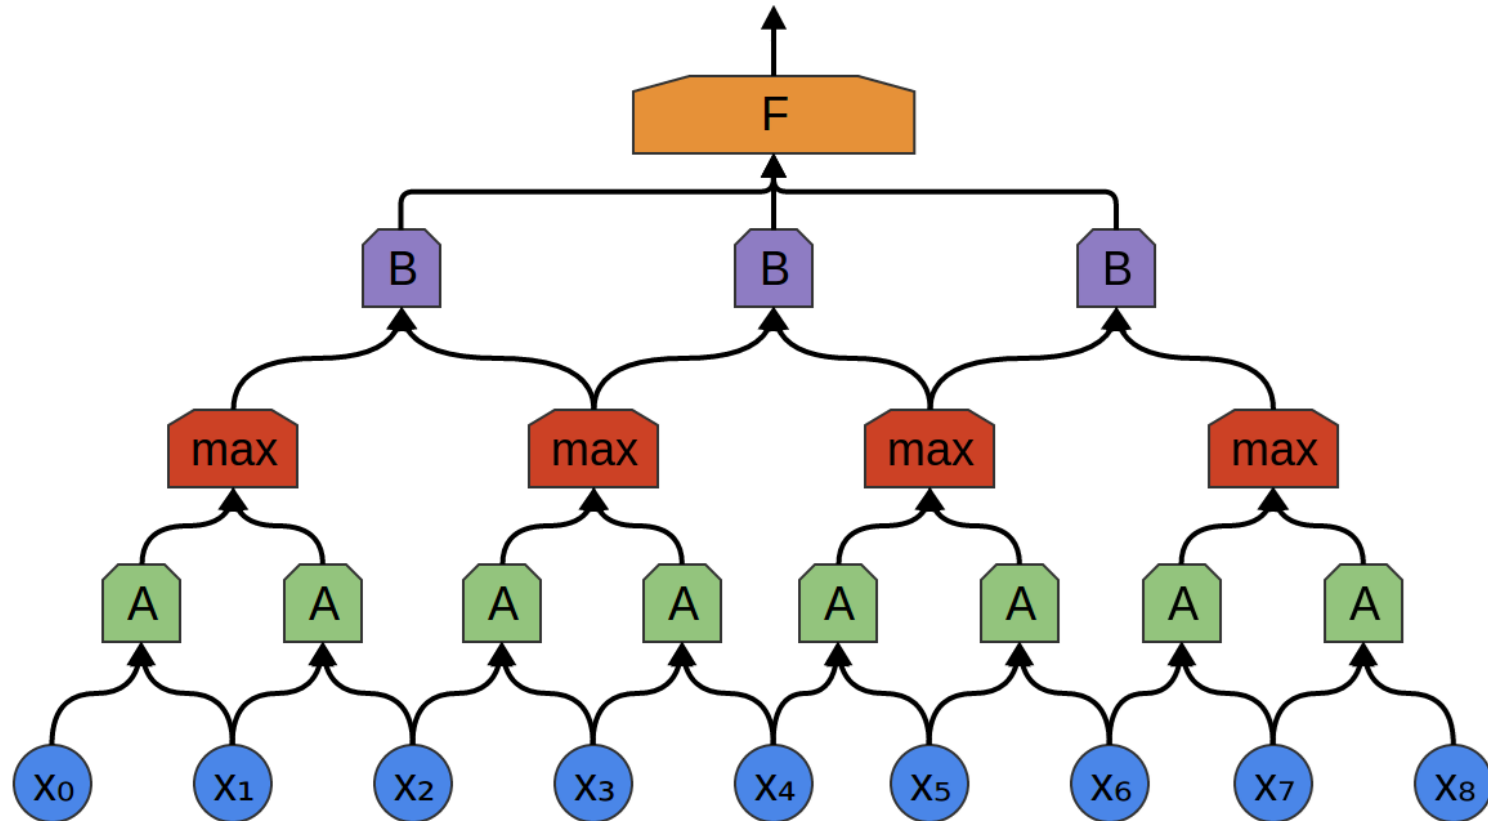 F
B B B
max max max max
A A A A A A A A
x₀ x₁ x₂ x₃ x₄ x₅ x₆ x₇ x₈